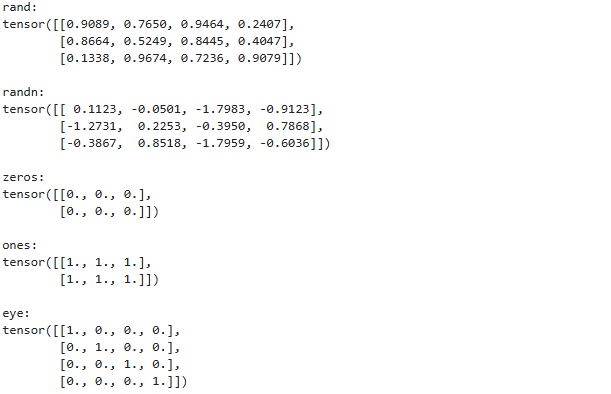 rand:
tensor([[0.9089, 0.7650, 0.9464, 0.2407],
        [0.8664, 0.5249, 0.8445, 0.4047],
        [0.1338, 0.9674, 0.7236, 0.9079]])

randn:
tensor([[ 0.1123, -0.0501, -1.7983, -0.9123],
        [-1.2731,  0.2253, -0.3950,  0.7868],
        [-0.3867,  0.8518, -1.7959, -0.6036]])

zeros:
tensor([[0., 0., 0.],
        [0., 0., 0.]])

ones:
tensor([[1., 1., 1.],
        [1., 1., 1.]])

eye:
tensor([[1., 0., 0., 0.],
        [0., 1., 0., 0.],
        [0., 0., 1., 0.],
        [0., 0., 0., 1.]])